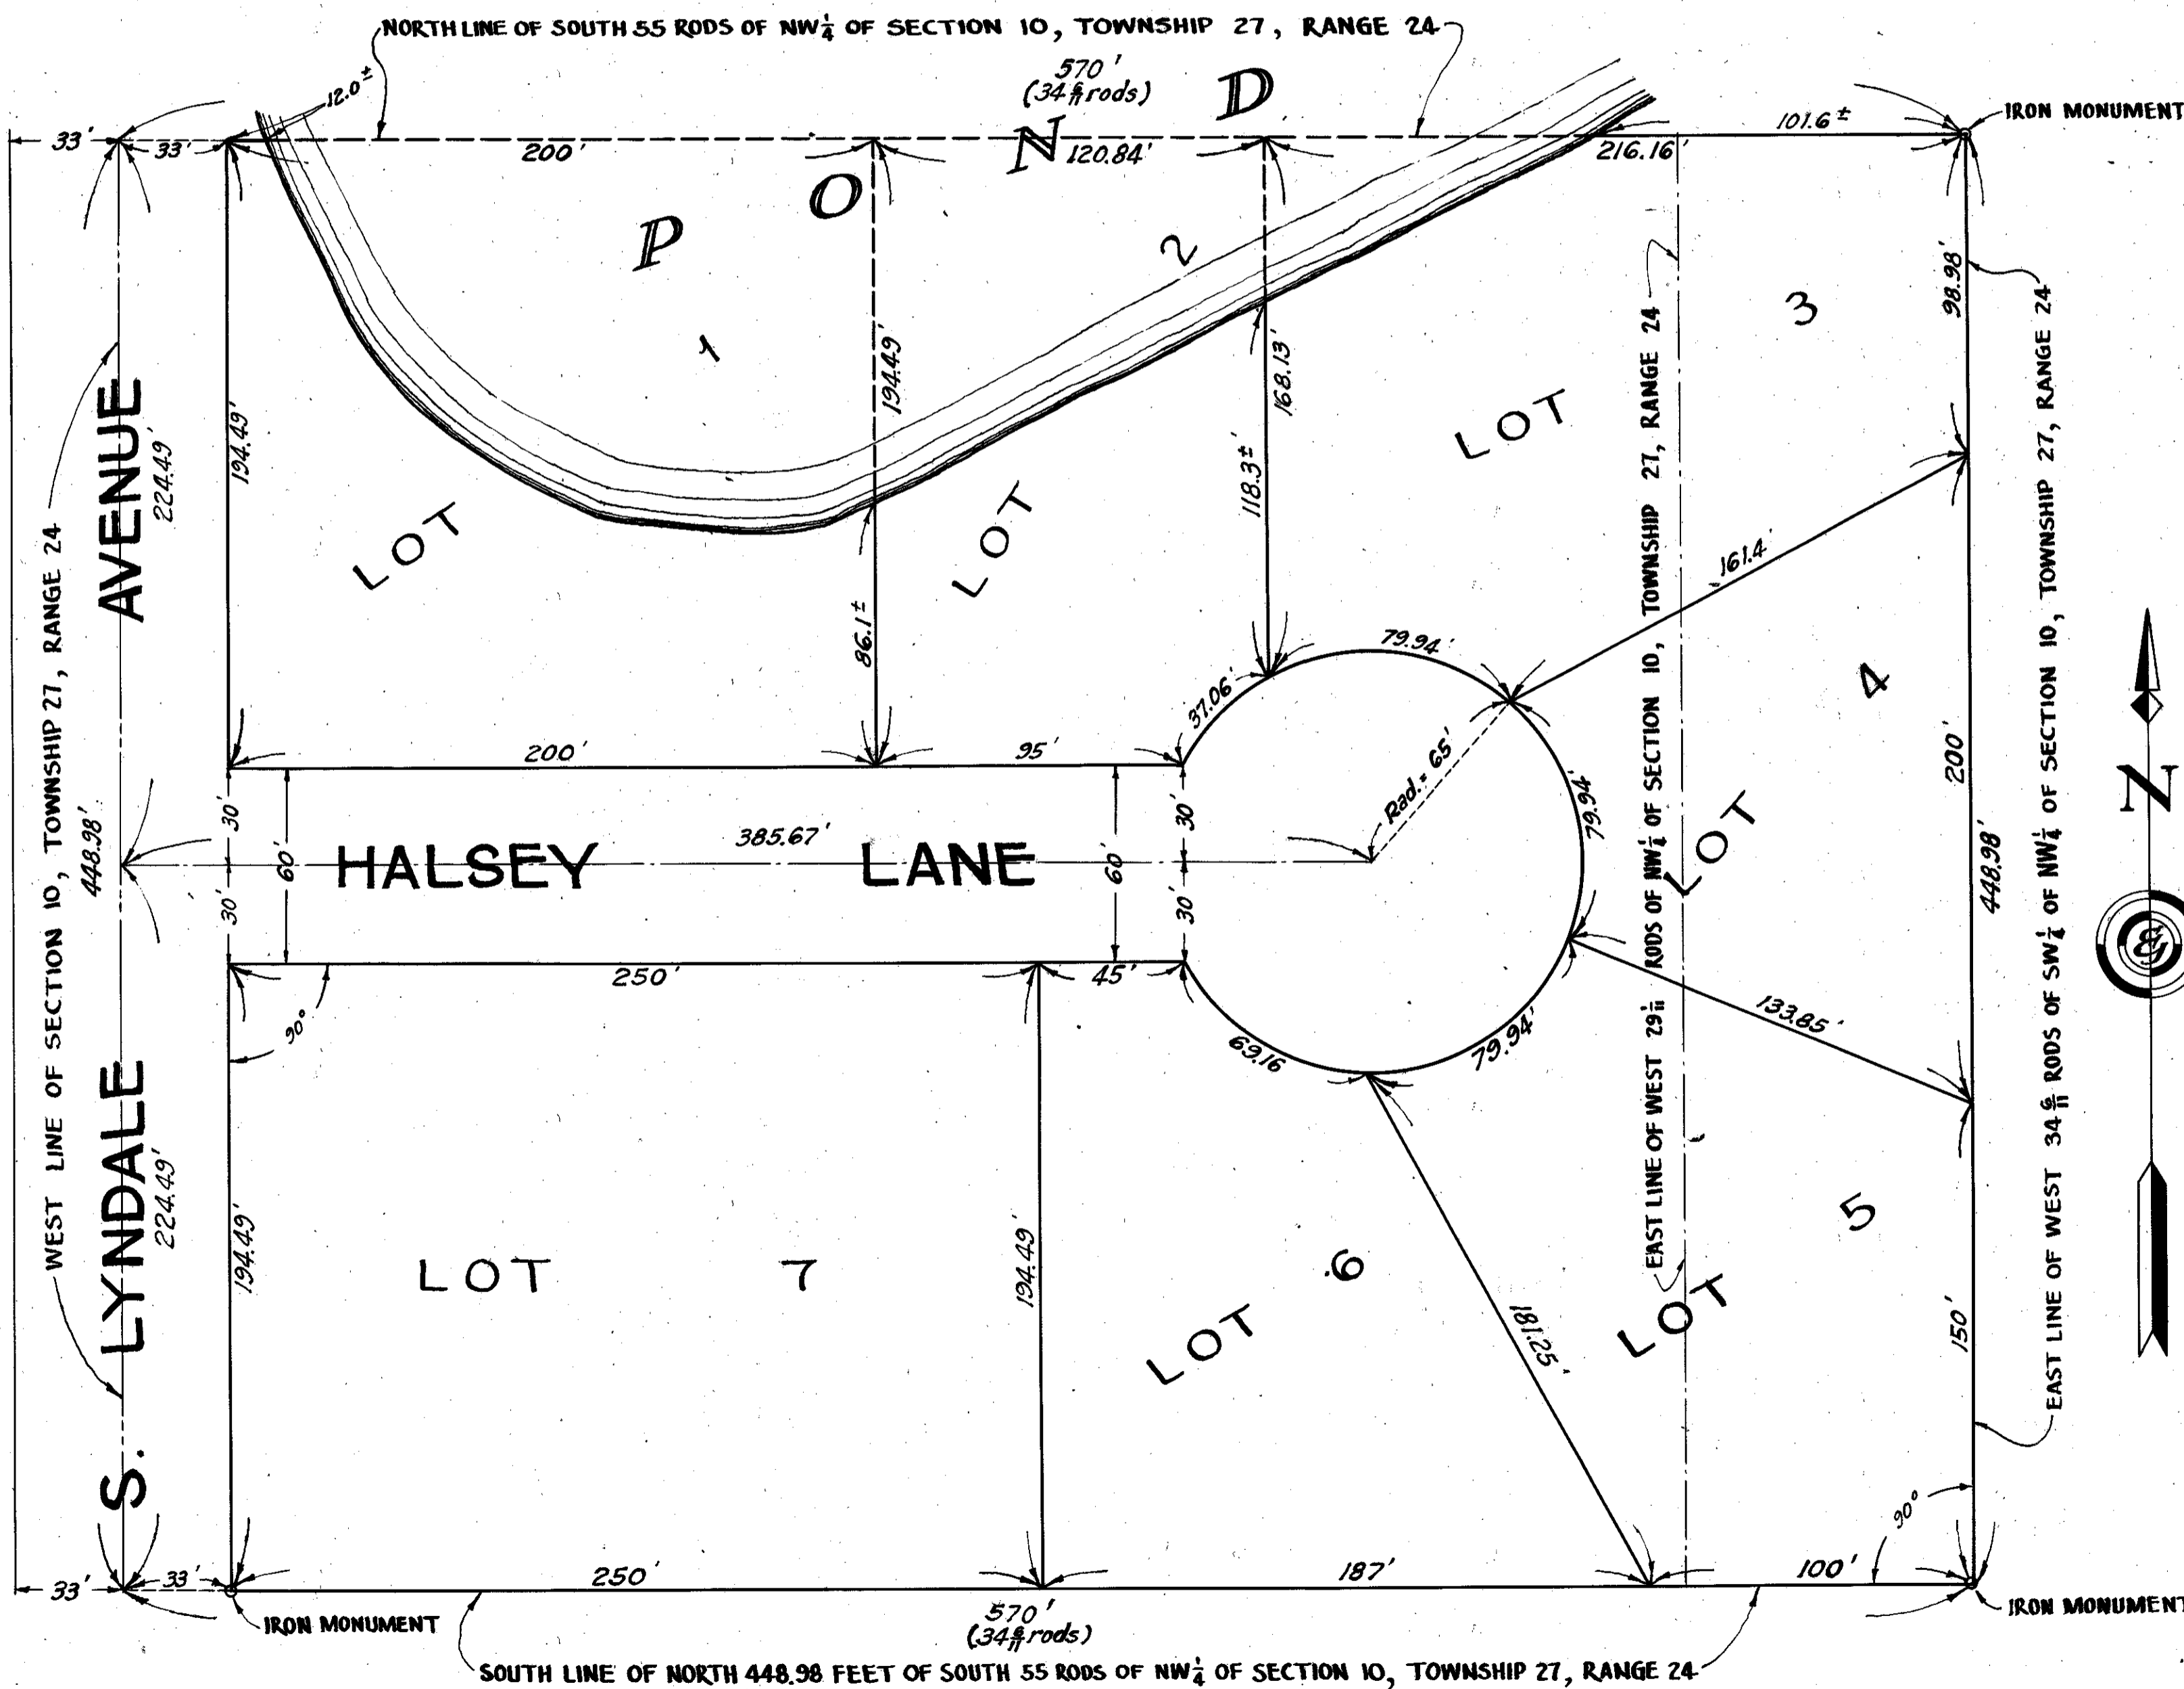 NORTH LINE OF SOUTH 55 RODS OF NW¼ OF SECTION 10, TOWNSHIP 27, RANGE 24
570'
(34 6/11 rods)
12.0±
P O N D
IRON MONUMENT
33'
33'
200'
120.84'
216.16'
101.6±
98.98'
1
2
3
LOT
LOT
LOT
194.49'
194.49'
168.13'
118.3±'
86.1±
WEST LINE OF SECTION 10, TOWNSHIP 27, RANGE 24
S. LYNDALE AVENUE
224.49'
448.98'
224.49'
EAST LINE OF WEST 29 1/11 RODS OF NW¼ OF SECTION 10, TOWNSHIP 27, RANGE 24
EAST LINE OF WEST 34 6/11 RODS OF SW¼ OF NW¼ OF SECTION 10, TOWNSHIP 27, RANGE 24
161.4'
79.94'
37.06'
200'
95'
Rad. = 65'
79.94'
4
LOT
200'
448.98'
N
30'
60'
30'
HALSEY LANE
385.67'
60'
30'
30'
250'
45'
90°
69.16
79.94'
133.85'
194.49'
LOT 7
194.49'
LOT 6
181.25'
LOT 5
150'
90°
33'
33'
250'
187'
100'
IRON MONUMENT
570'
(34 6/11 rods)
IRON MONUMENT
SOUTH LINE OF NORTH 448.98 FEET OF SOUTH 55 RODS OF NW¼ OF SECTION 10, TOWNSHIP 27, RANGE 24